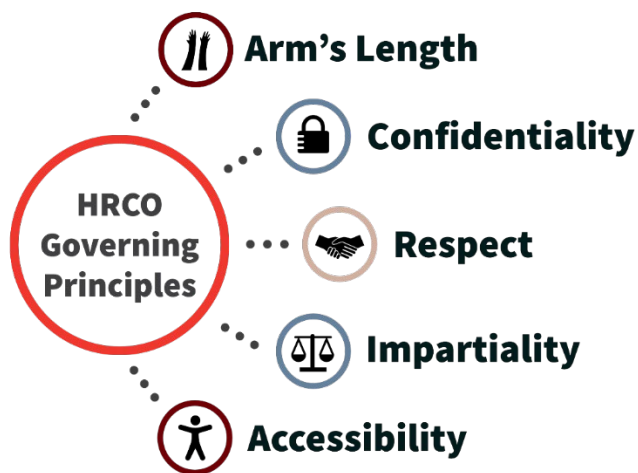 HRCO
Governing
Principles
Arm's Length
Confidentiality
Respect
Impartiality
Accessibility